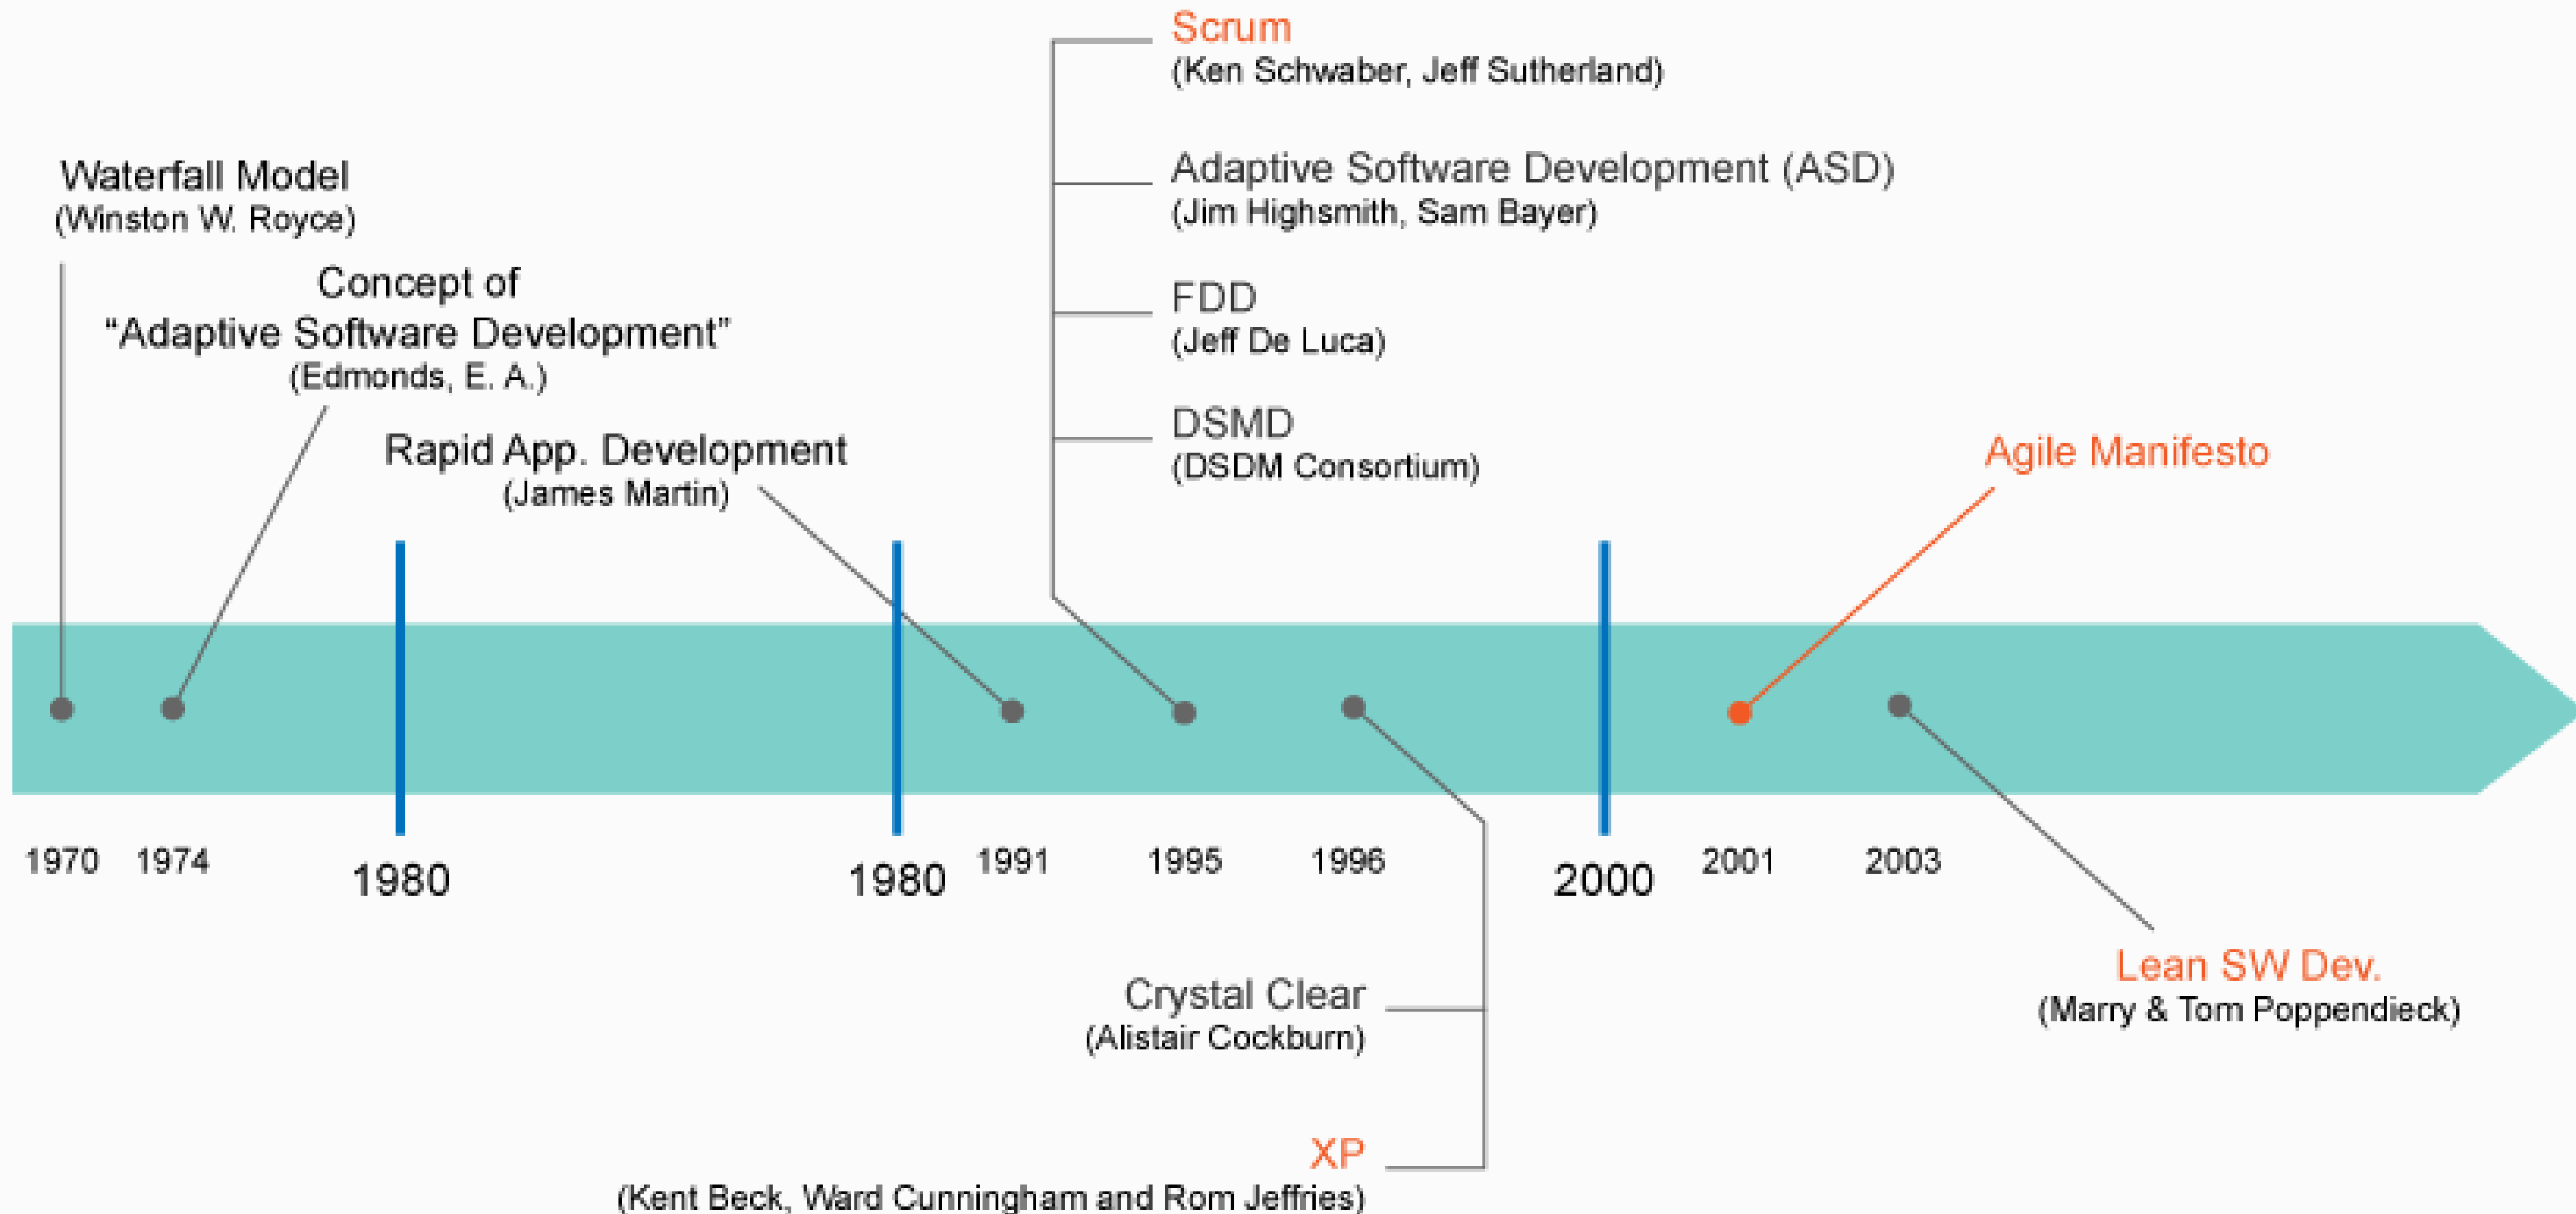 Scrum
(Ken Schwaber, Jeff Sutherland)
Waterfall Model
(Winston W. Royce)
Adaptive Software Development (ASD)
(Jim Highsmith, Sam Bayer)
Concept of
“Adaptive Software Development”
(Edmonds, E. A.)
FDD
(Jeff De Luca)
Rapid App. Development
(James Martin)
DSMD
(DSDM Consortium)
Agile Manifesto
1970
1974
1980
1980
1991
1995
1996
2000
2001
2003
Crystal Clear
(Alistair Cockburn)
Lean SW Dev.
(Marry & Tom Poppendieck)
XP
(Kent Beck, Ward Cunningham and Rom Jeffries)